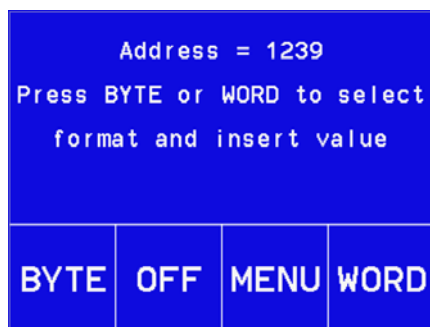 Address = 1239
Press BYTE or WORD to select
format and insert value
BYTE OFF MENU WORD